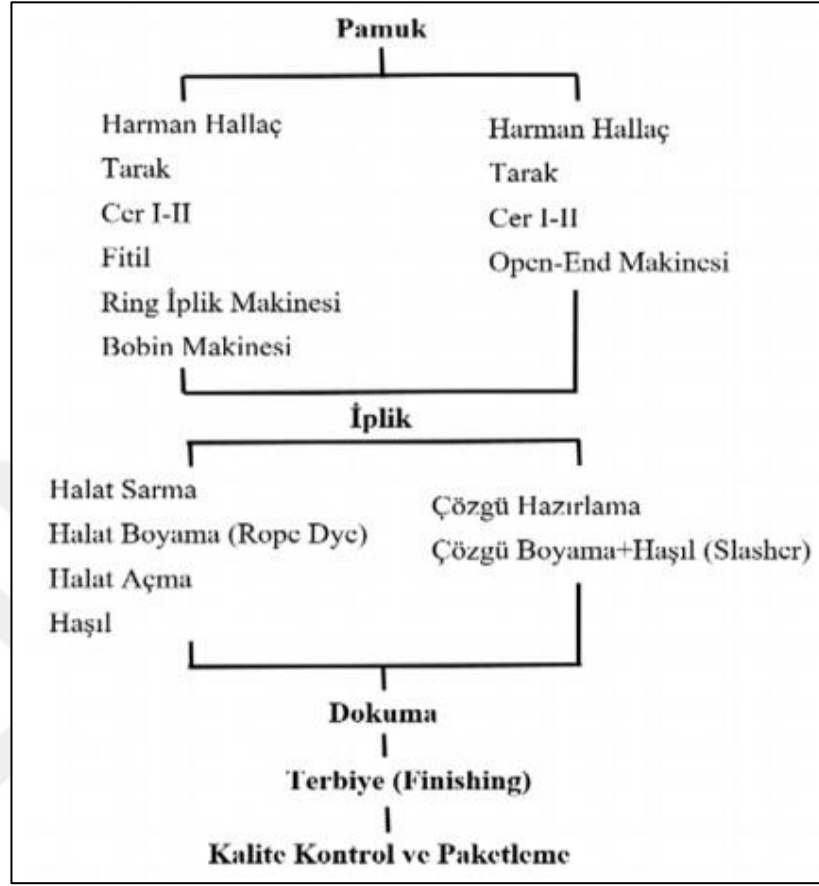 Pamuk
Harman Hallaç
Tarak
Cer I-II
Fitil
Ring İplik Makinesi
Bobin Makinesi
Harman Hallaç
Tarak
Cer I-II
Open-End Makinesi
İplik
Halat Sarma
Halat Boyama (Rope Dye)
Halat Açma
Haşıl
Çözgü Hazırlama
Çözgü Boyama+Haşıl (Slasher)
Dokuma
Terbiye (Finishing)
Kalite Kontrol ve Paketleme